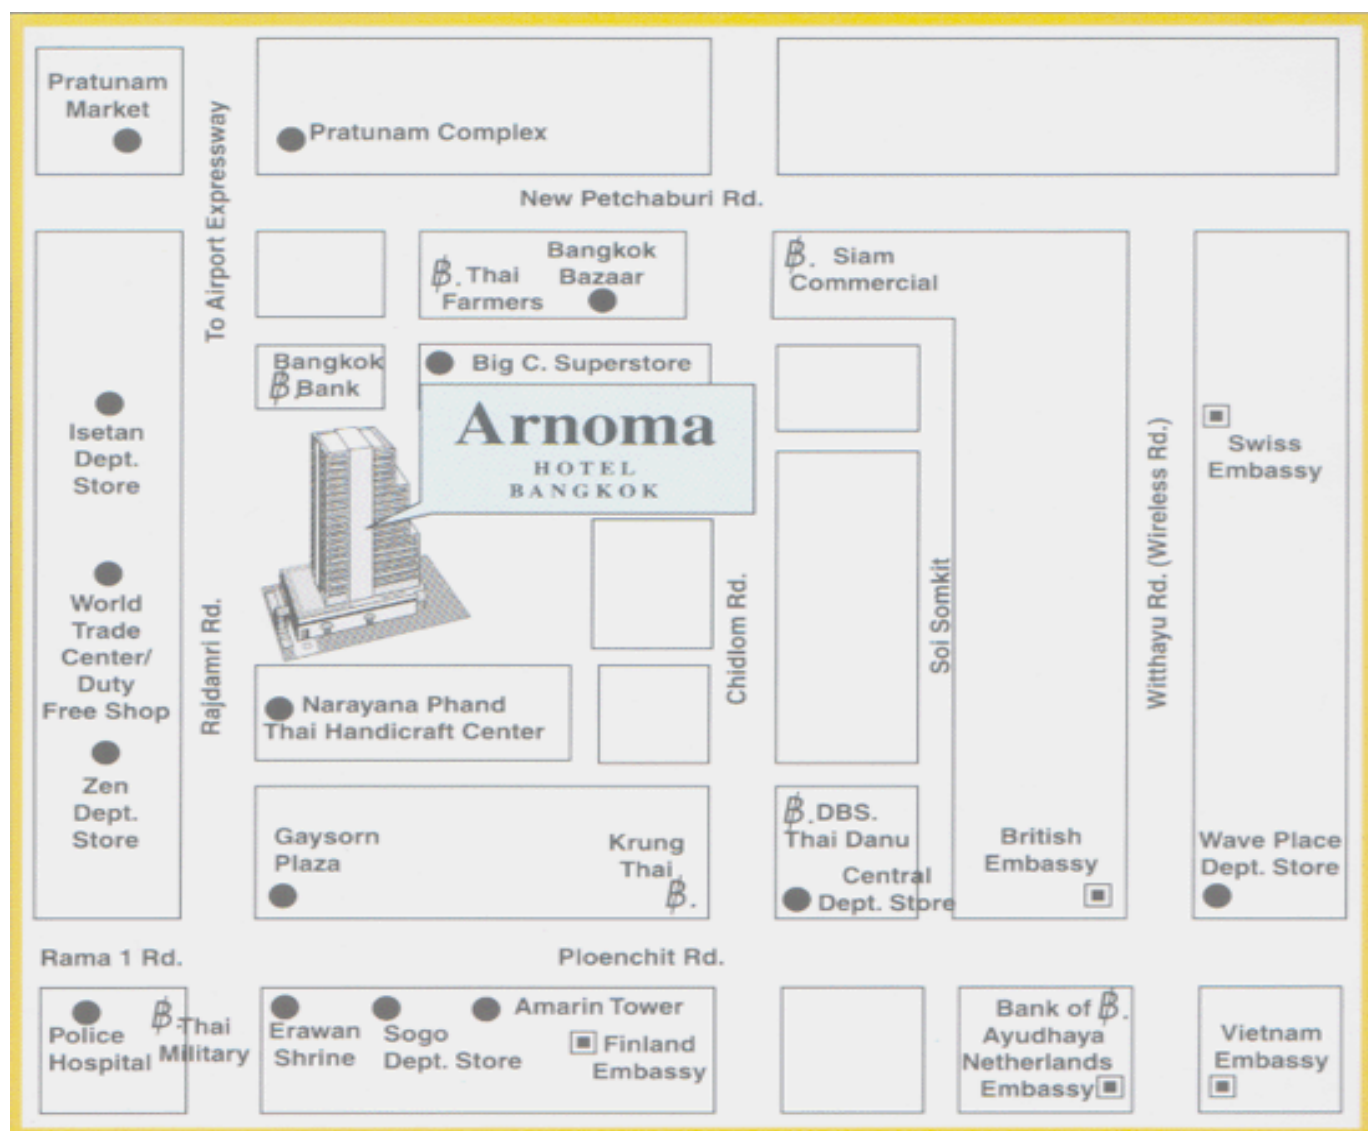 Pratunam
Market
Pratunam Complex
To Airport Expressway
New Petchaburi Rd.
฿. Thai
Farmers
Bangkok
Bazaar
฿. Siam
Commercial
Bangkok
฿. Bank
Big C. Superstore
Arnoma
HOTEL
BANGKOK
Isetan
Dept.
Store
World
Trade
Center/
Duty
Free Shop
Zen
Dept.
Store
Rajdamri Rd.
Narayana Phand
Thai Handicraft Center
Chidlom Rd.
Soi Somkit
Witthayu Rd. (Wireless Rd.)
Swiss
Embassy
Gaysorn
Plaza
Krung
Thai
฿.
฿. DBS.
Thai Danu
Central
Dept. Store
British
Embassy
Wave Place
Dept. Store
Rama 1 Rd.
Ploenchit Rd.
Police
Hospital
฿. Thai
Military
Erawan
Shrine
Sogo
Dept. Store
Amarin Tower
Finland
Embassy
Bank of ฿.
Ayudhaya
Netherlands
Embassy
Vietnam
Embassy